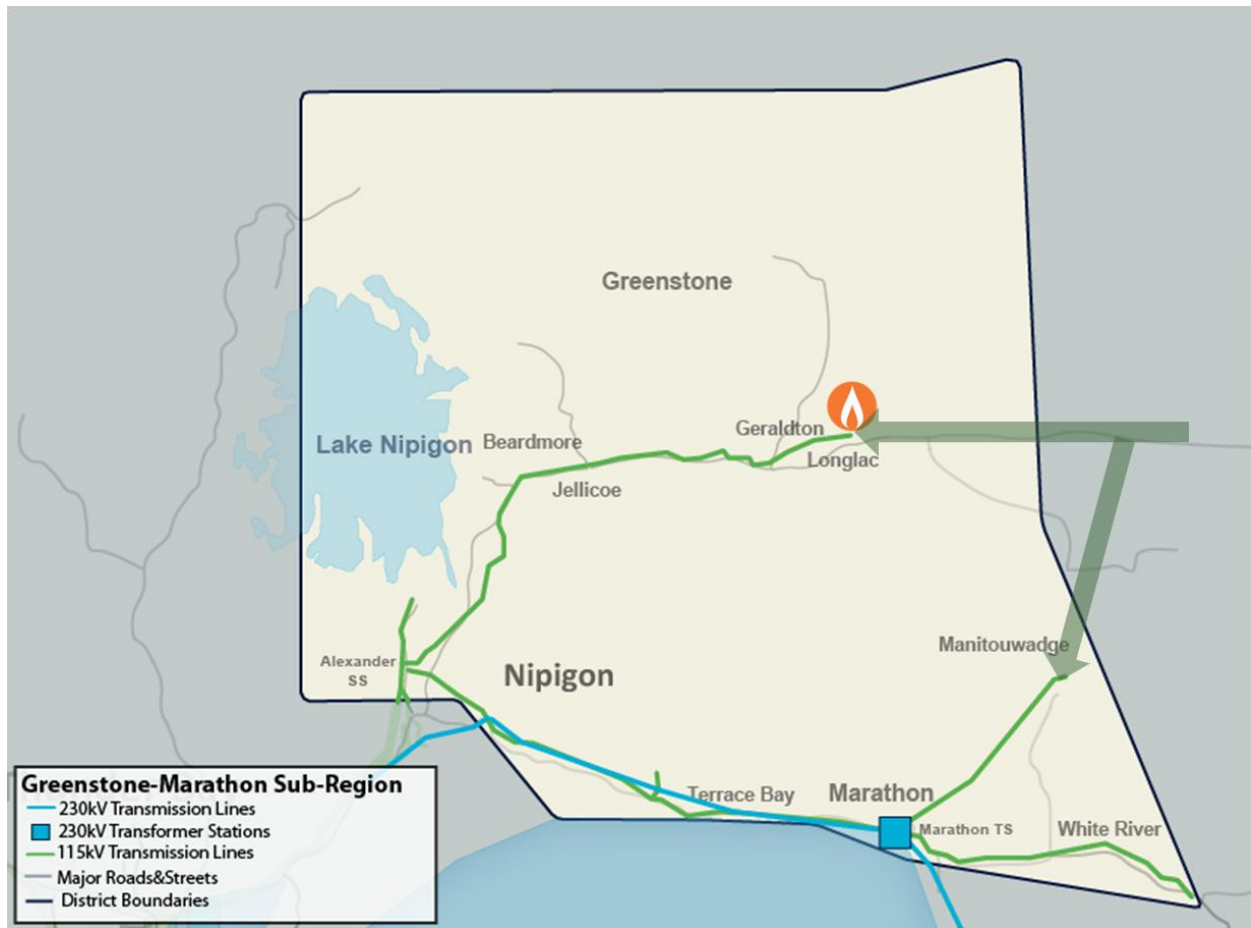 Greenstone
Geraldton
Lake Nipigon
Beardmore
Longlac
Jellicoe
Manitouwadge
Alexander
SS
Nipigon
Terrace Bay
Marathon
Marathon TS
White River
Greenstone-Marathon Sub-Region
230kV Transmission Lines
230kV Transformer Stations
115kV Transmission Lines
Major Roads&Streets
District Boundaries